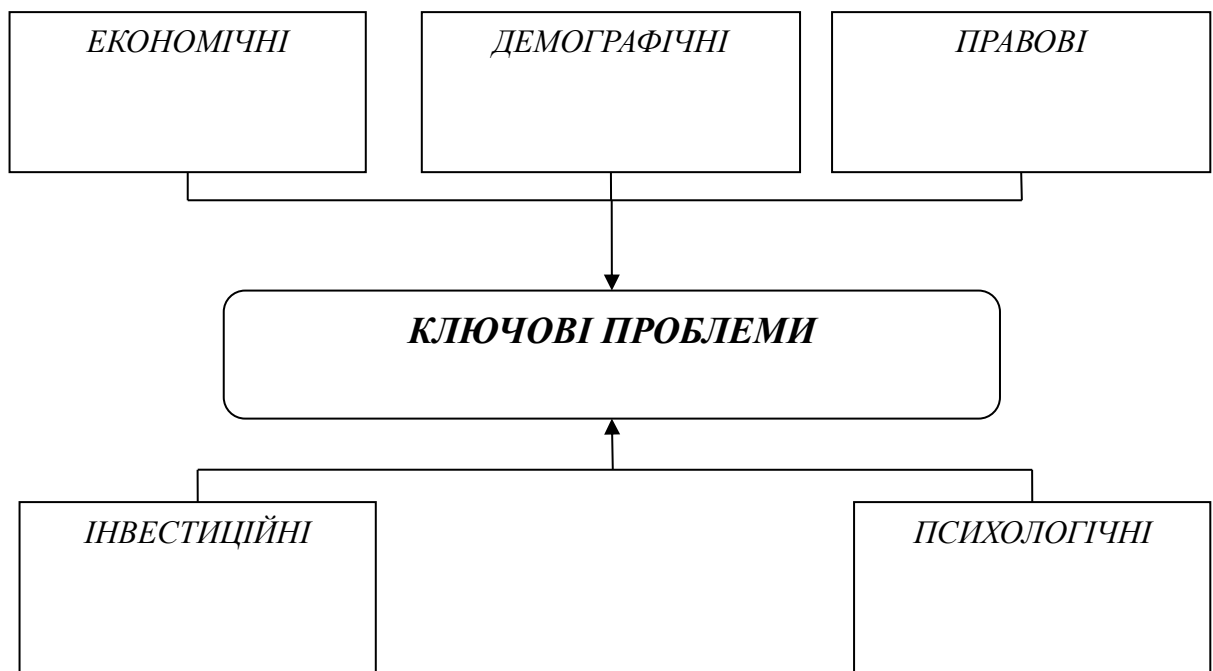 ЕКОНОМІЧНІ
ДЕМОГРАФІЧНІ
ПРАВОВІ
КЛЮЧОВІ ПРОБЛЕМИ
ІНВЕСТИЦІЙНІ
ПСИХОЛОГІЧНІ